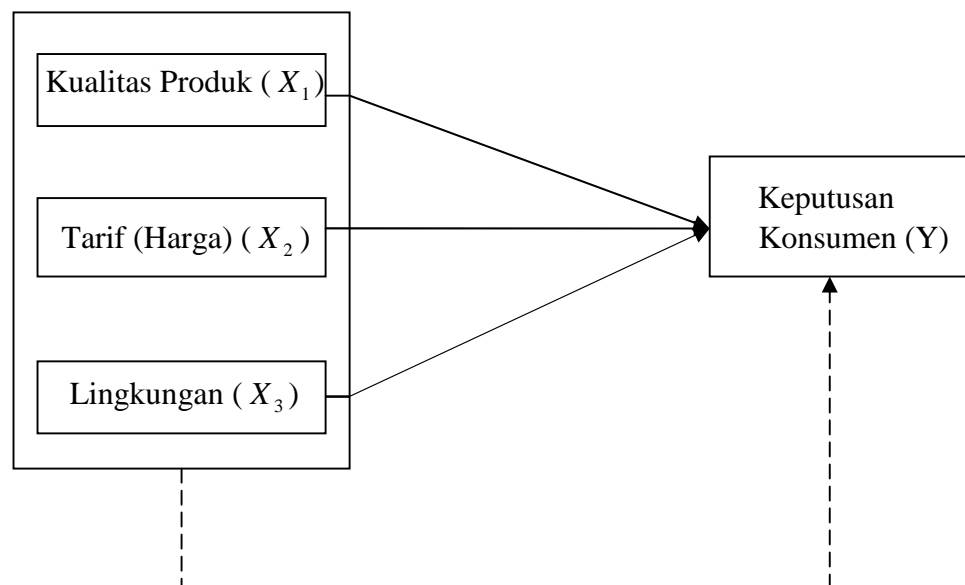 Kualitas Produk ( X₁)
Tarif (Harga) ( X₂)
Lingkungan ( X₃)
Keputusan
Konsumen (Y)